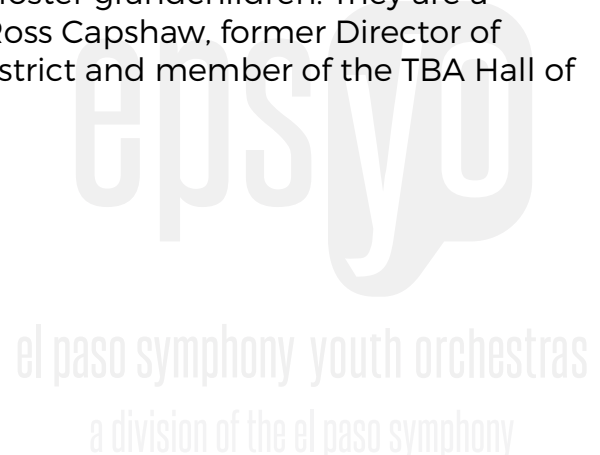 foster grandchildren. They are a
Ross Capshaw, former Director of
strict and member of the TBA Hall of
epsyo
el paso symphony youth orchestras
a division of the el paso symphony